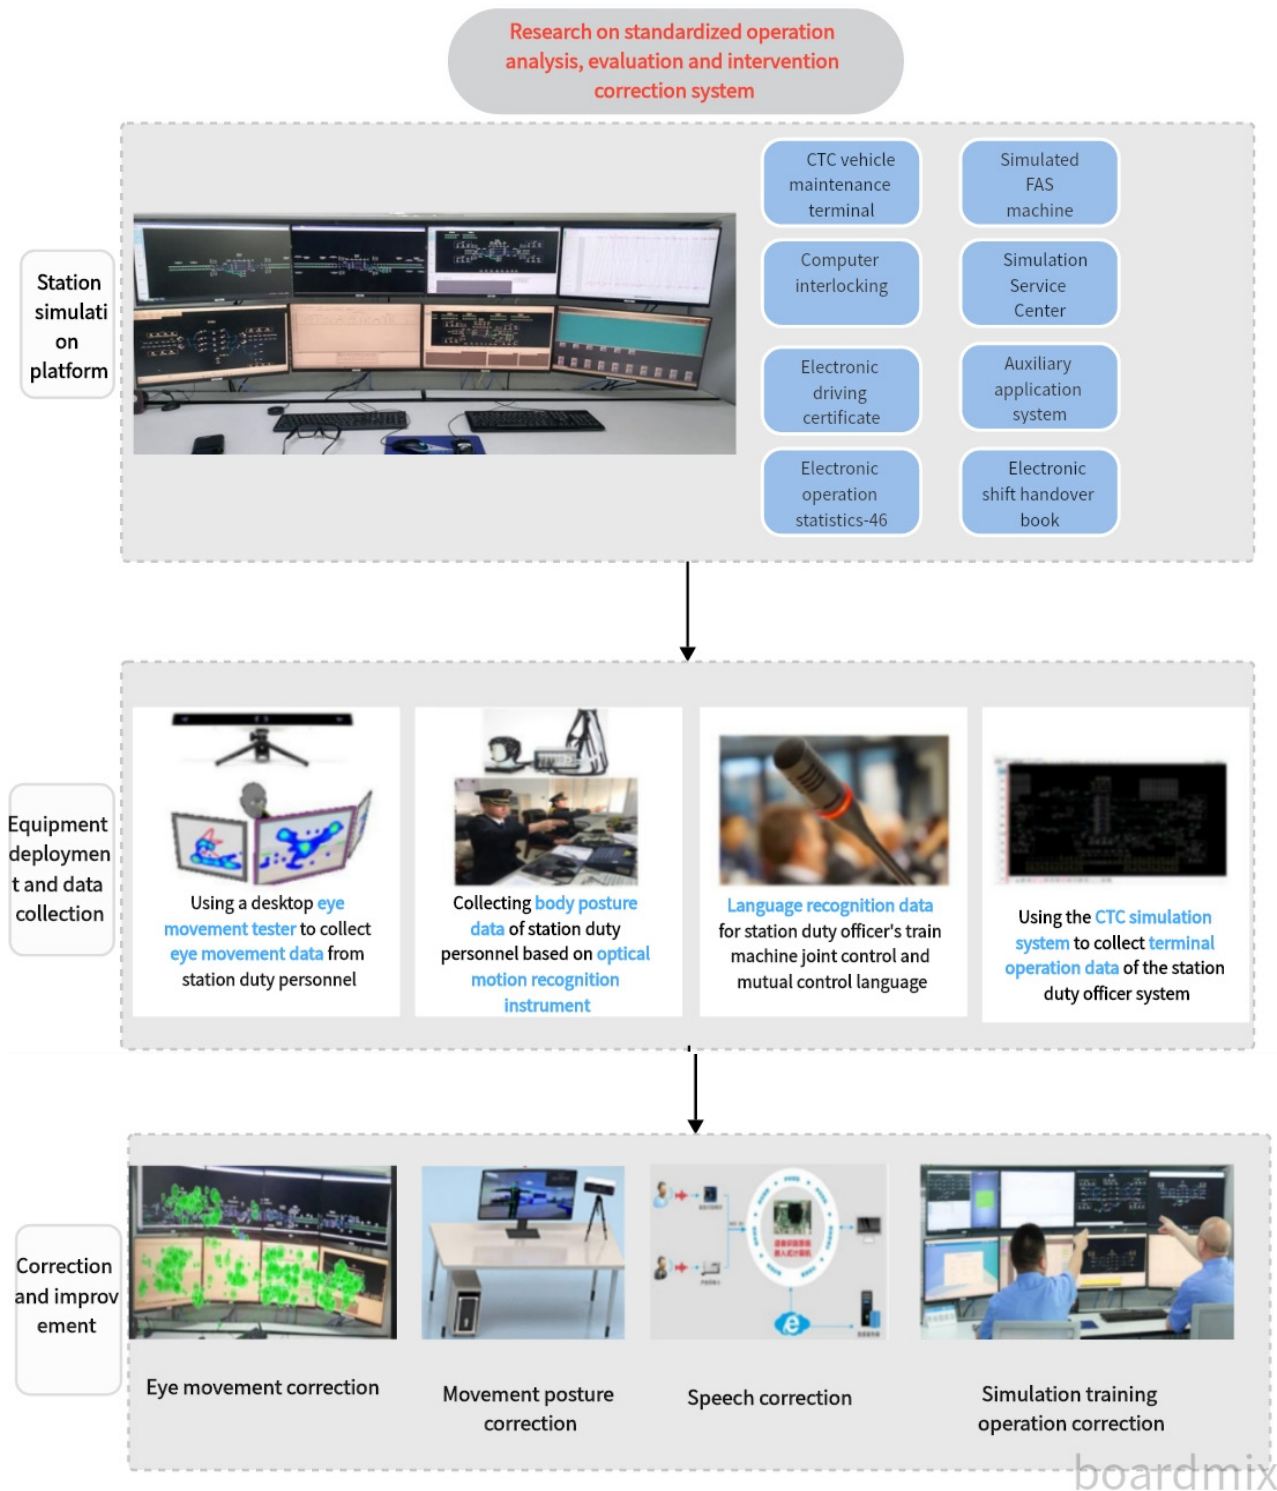 Research on standardized operation
analysis, evaluation and intervention
correction system
Station
simulati
on
platform
CTC vehicle
maintenance
terminal
Simulated
FAS
machine
Computer
interlocking
Simulation
Service
Center
Electronic
driving
certificate
Auxiliary
application
system
Electronic
operation
statistics-46
Electronic
shift handover
book
Equipment
deploymen
t and data
collection
Using a desktop eye
movement tester to collect
eye movement data from
station duty personnel
Collecting body posture
data of station duty
personnel based on optical
motion recognition
instrument
Language recognition data
for station duty officer's train
machine joint control and
mutual control language
Using the CTC simulation
system to collect terminal
operation data of the station
duty officer system
Correction
and improv
ement
Eye movement correction
Movement posture
correction
Speech correction
Simulation training
operation correction
boardmix